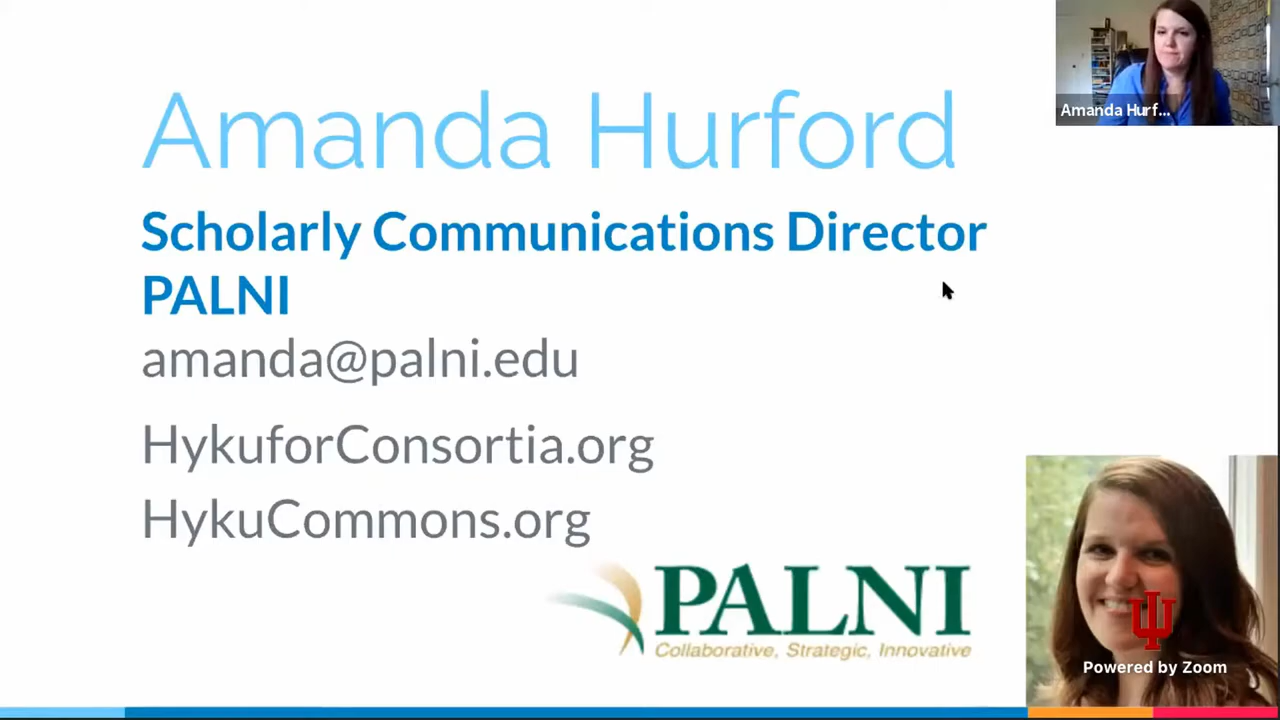 Amanda Hurford
Amanda Hurf...
Scholarly Communications Director
PALNI
amanda@palni.edu
HykuforConsortia.org
HykuCommons.org
PALNI
Collaborative, Strategic, Innovative
Powered by Zoom